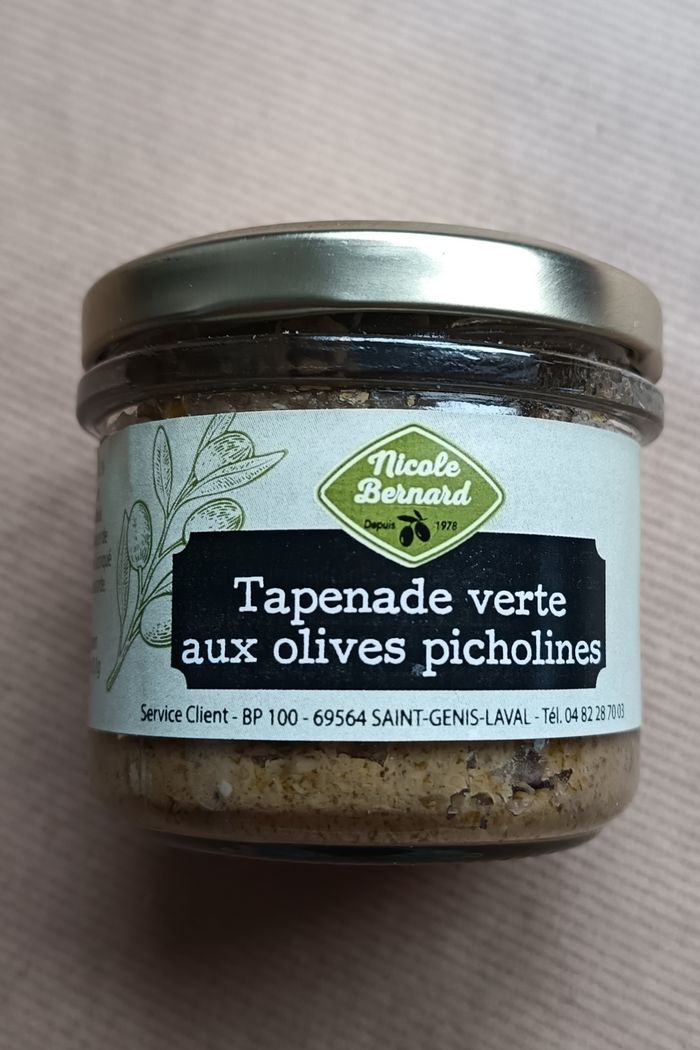 Nicole
Bernard
Depuis 1978
Tapenade verte
aux olives picholines
Service Client - BP 100 - 69564 SAINT-GENIS-LAVAL - Tél. 04 82 28 70 03